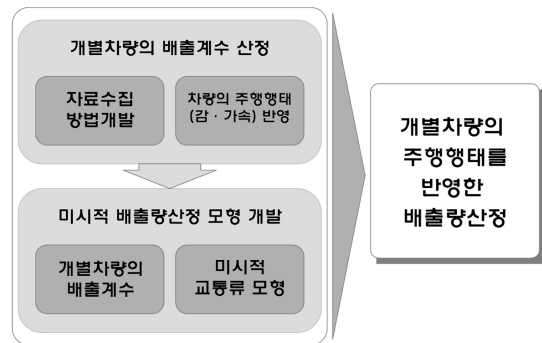 개별차량의 배출계수 산정
자료수집
방법개발
차량의 주행행태
(감 · 가속) 반영
미시적 배출량산정 모형 개발
개별차량의
배출계수
미시적
교통류 모형
개별차량의
주행행태를
반영한
배출량산정